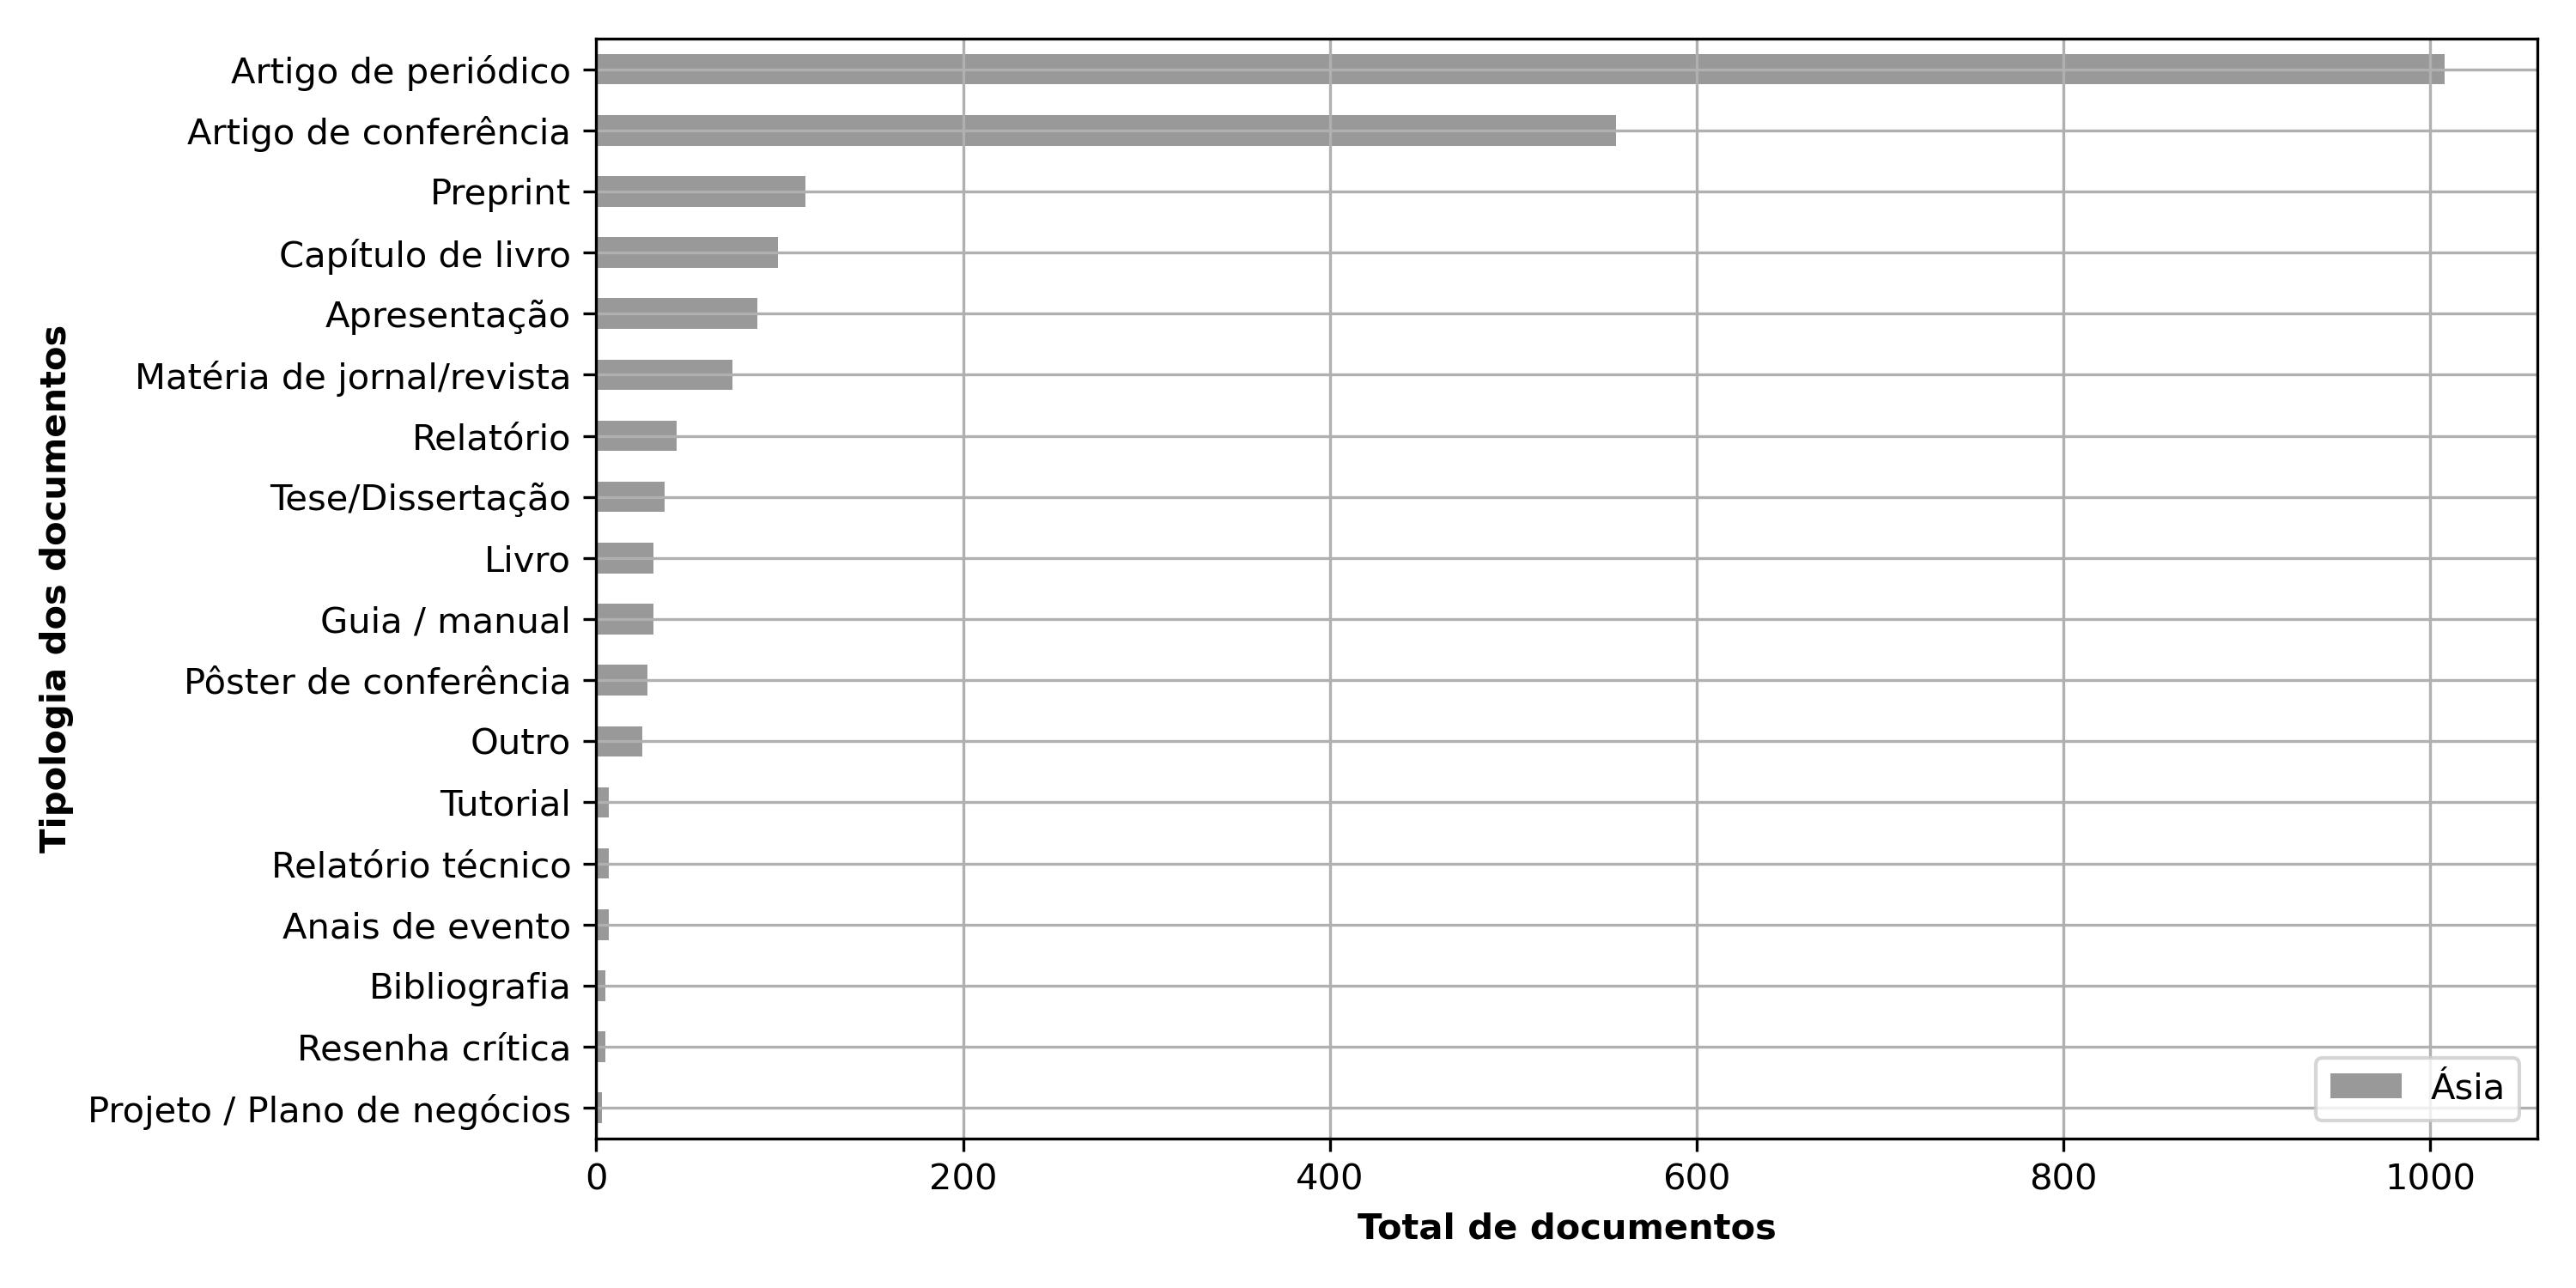 Artigo de periódico
Artigo de conferência
Preprint
Capítulo de livro
Apresentação
Matéria de jornal/revista
Relatório
Tese/Dissertação
Livro
Guia / manual
Pôster de conferência
Outro
Tutorial
Relatório técnico
Anais de evento
Bibliografia
Resenha crítica
Projeto / Plano de negócios
Tipologia dos documentos
Ásia
0 200 400 600 800 1000
Total de documentos